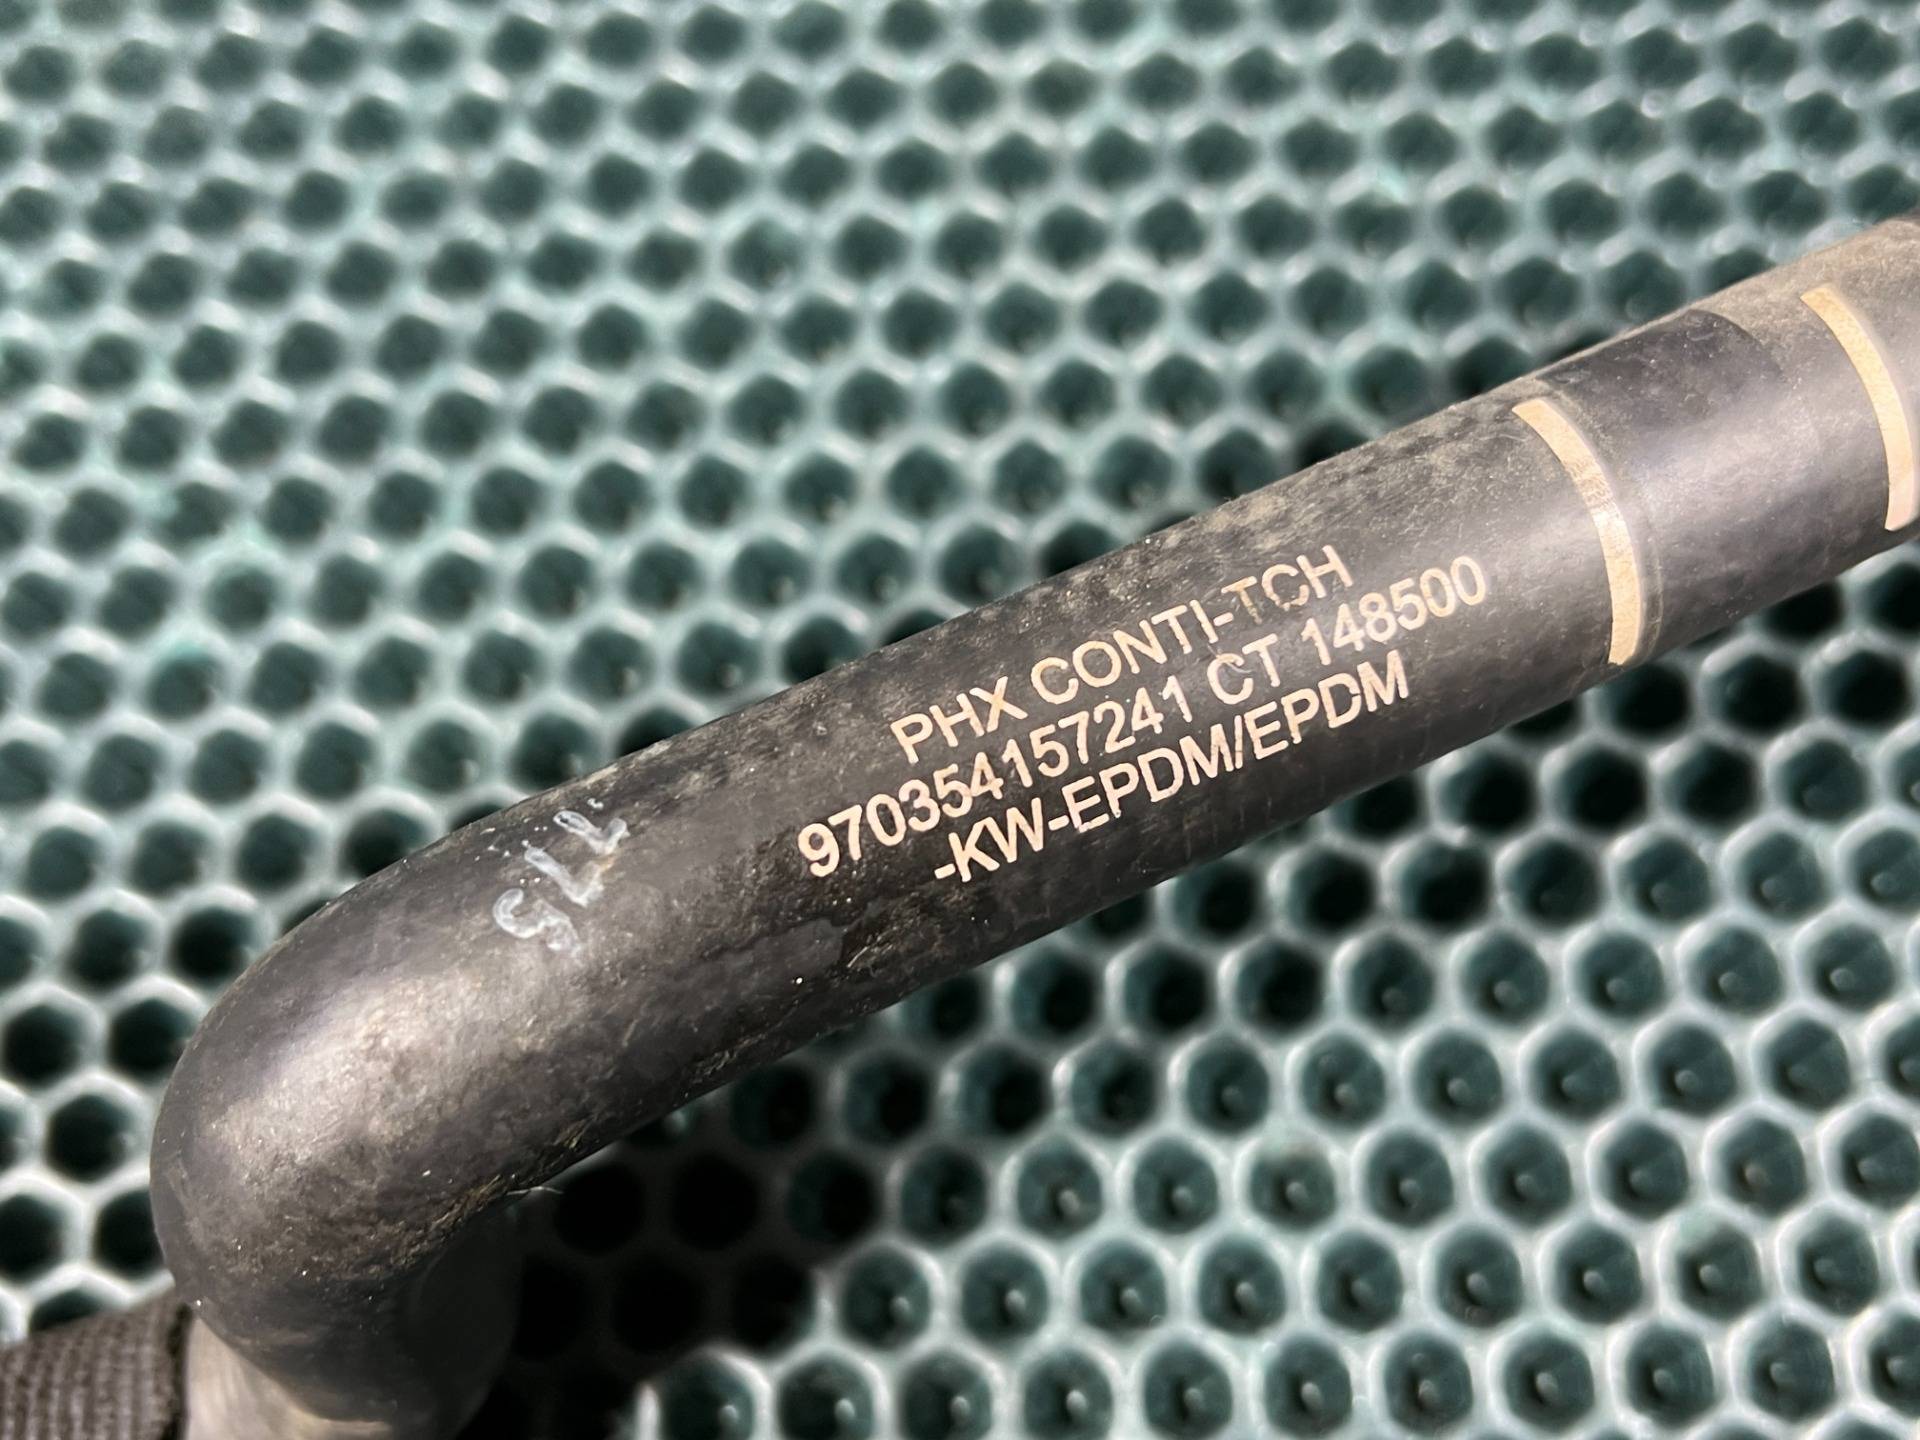 PHX CONTI-TCH
970354157241 CT 148500
-KW-EPDM/EPDM